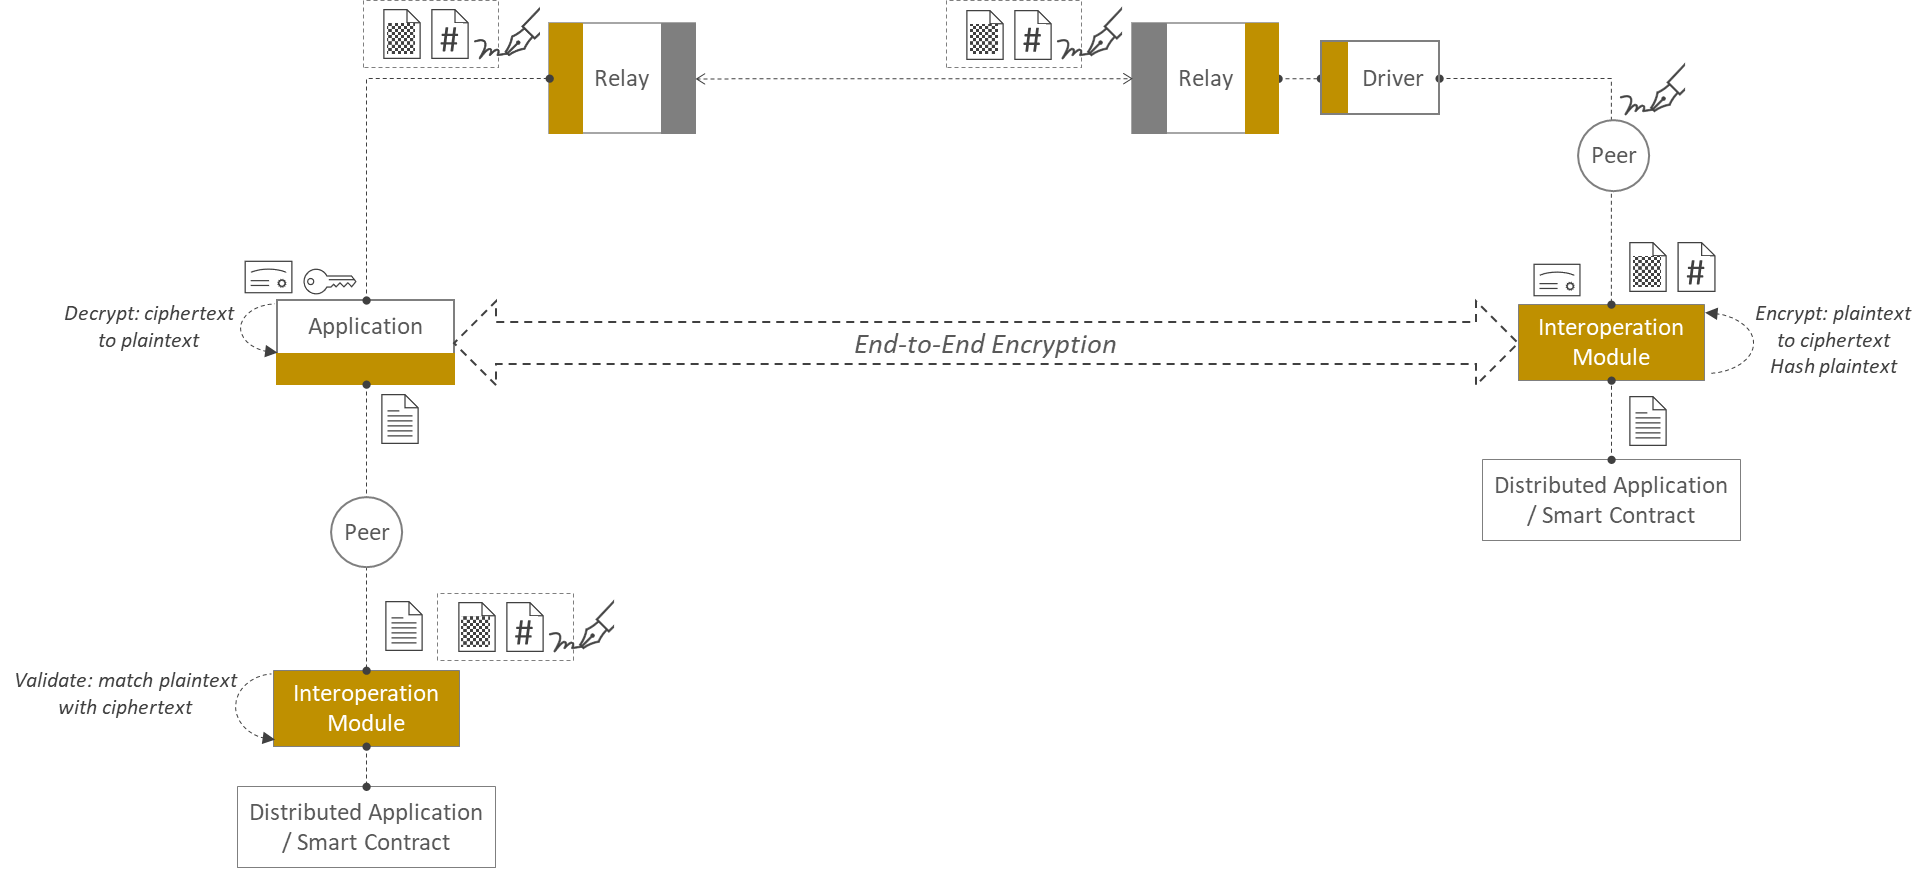 #
#
Relay
Relay
Driver
Peer
#
Decrypt: ciphertext
to plaintext
Application
End-to-End Encryption
Interoperation
Module
Encrypt: plaintext
to ciphertext
Hash plaintext
Distributed Application
/ Smart Contract
Peer
#
Validate: match plaintext
with ciphertext
Interoperation
Module
Distributed Application
/ Smart Contract